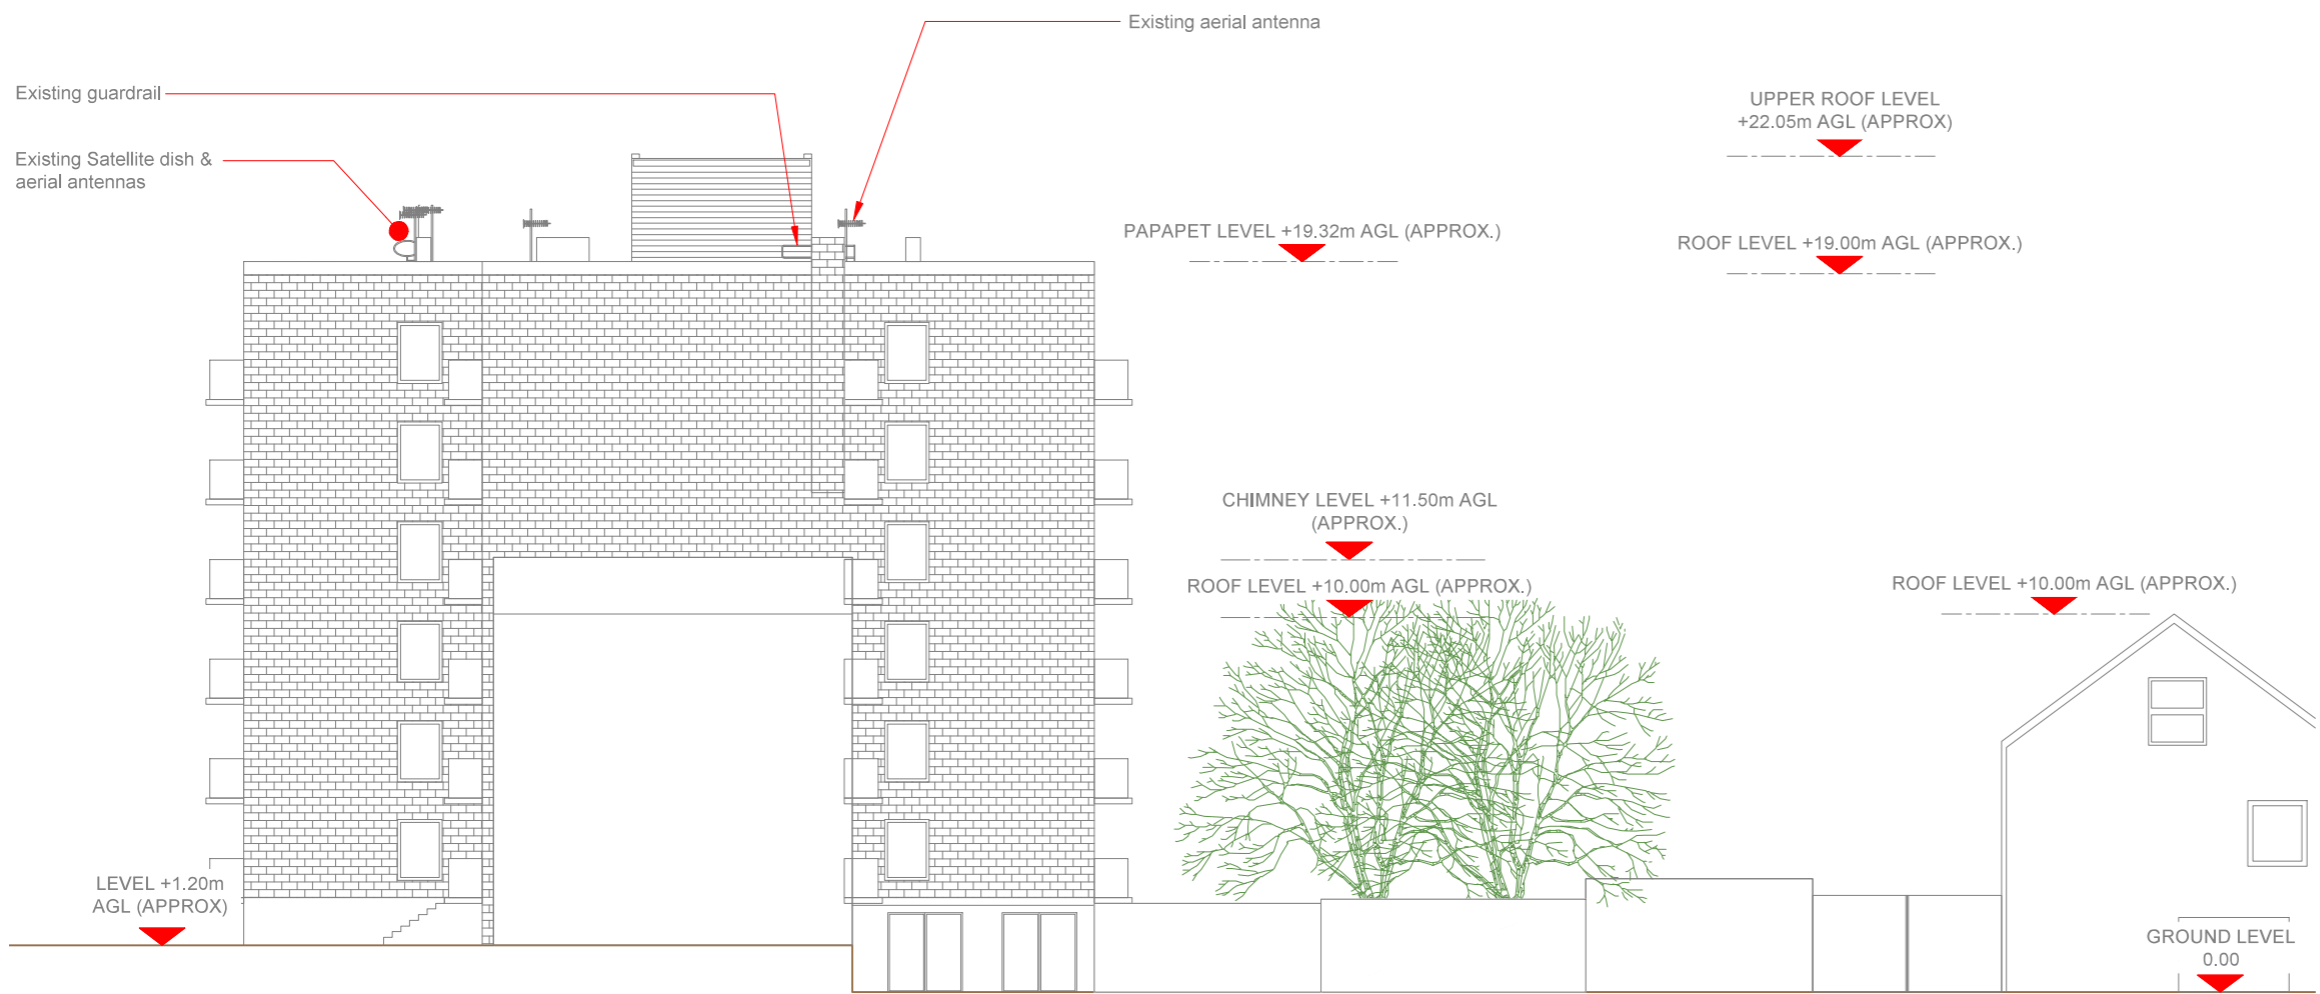 Existing aerial antenna
Existing guardrail
UPPER ROOF LEVEL
+22.05m AGL (APPROX)
Existing Satellite dish &
aerial antennas
PAPAPET LEVEL +19.32m AGL (APPROX.)
ROOF LEVEL +19.00m AGL (APPROX.)
CHIMNEY LEVEL +11.50m AGL
(APPROX.)
ROOF LEVEL +10.00m AGL (APPROX.)
ROOF LEVEL +10.00m AGL (APPROX.)
LEVEL +1.20m
AGL (APPROX)
GROUND LEVEL
0.00